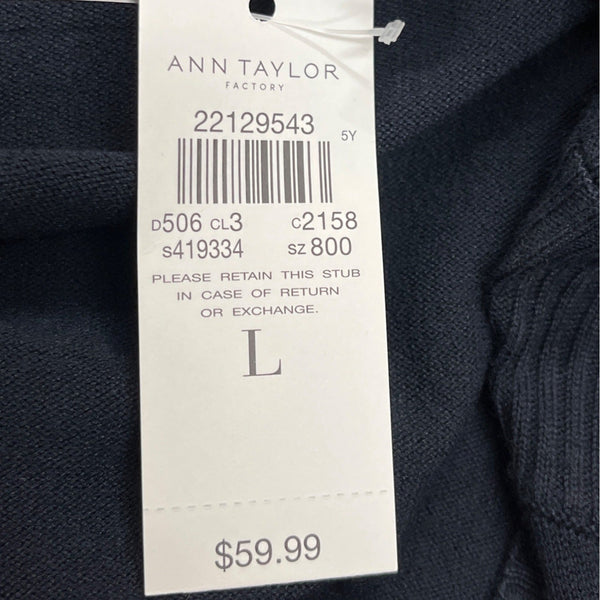 ANN TAYLOR
FACTORY
22129543
5Y
D506 CL3 C2158
S419334 SZ 800
PLEASE RETAIN THIS STUB
IN CASE OF RETURN
OR EXCHANGE.
L
$59.99